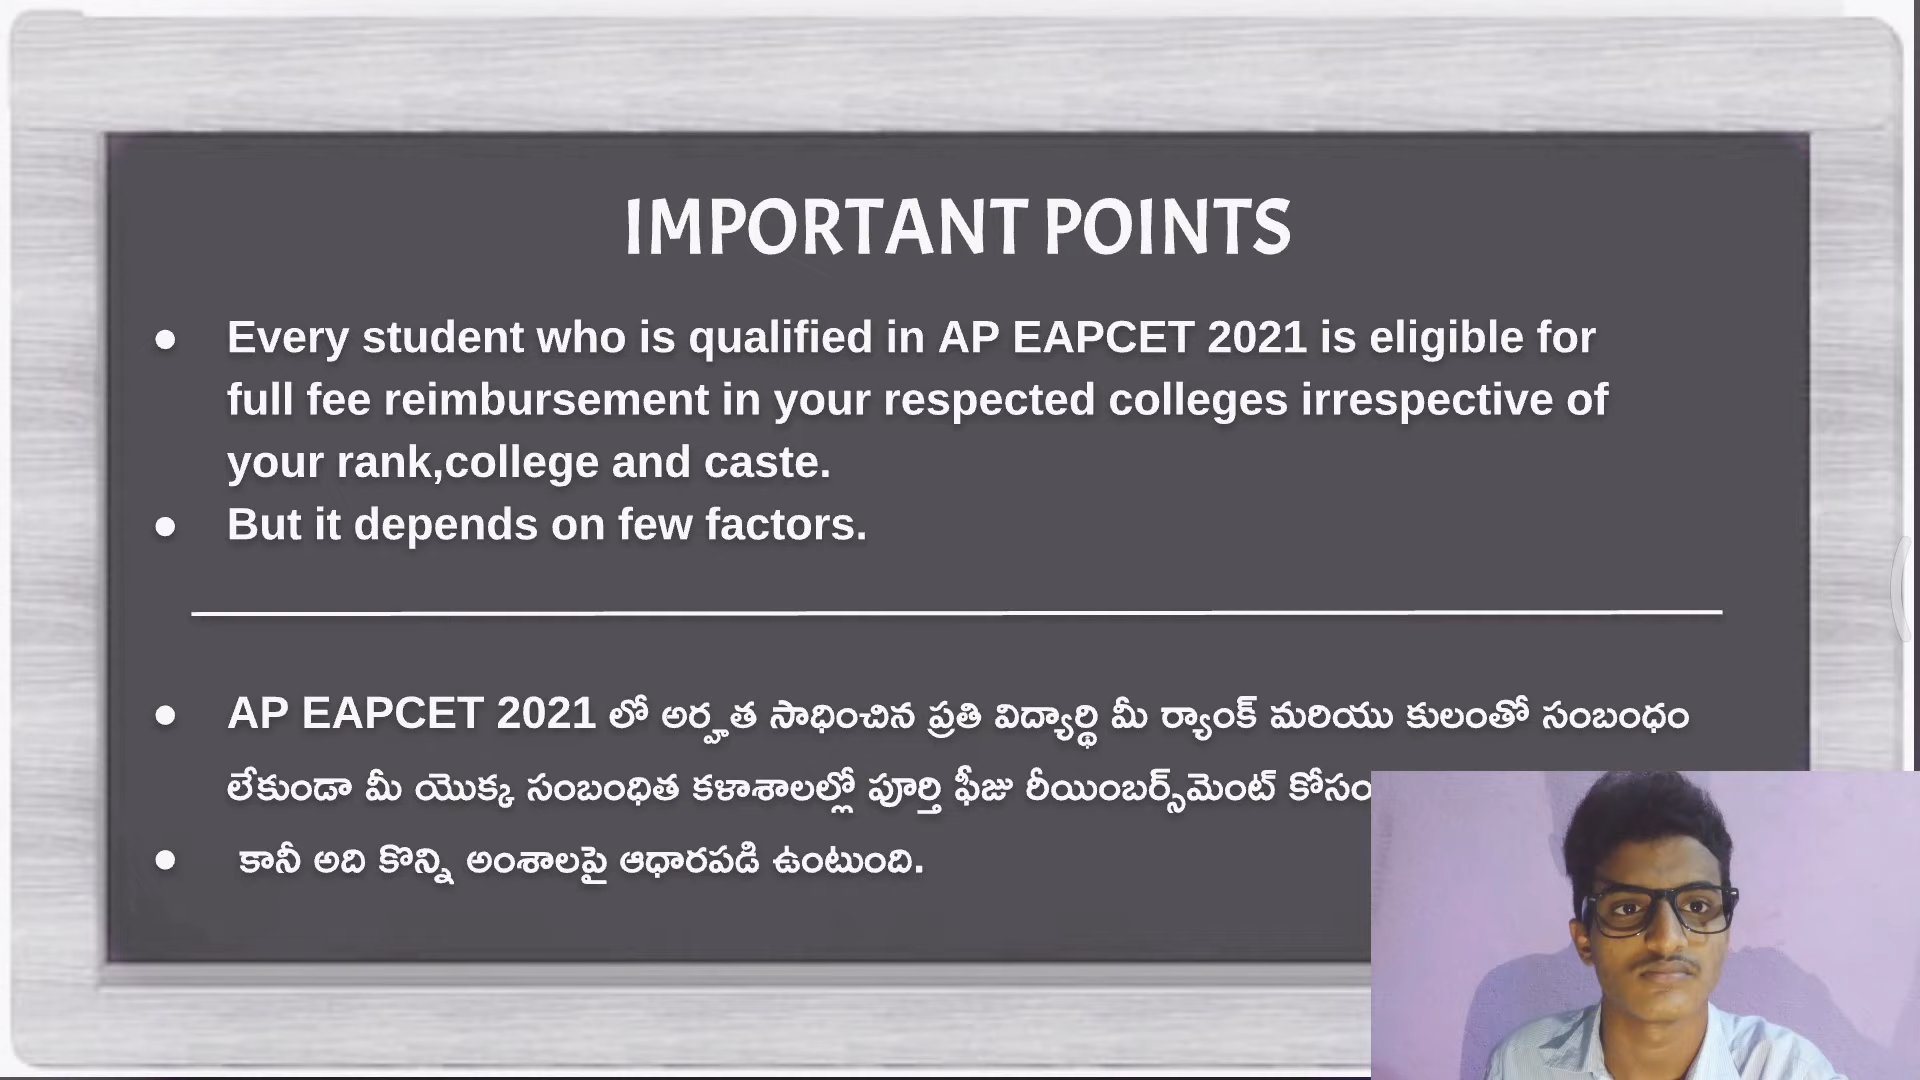 IMPORTANT POINTS
● Every student who is qualified in AP EAPCET 2021 is eligible for
full fee reimbursement in your respected colleges irrespective of
your rank,college and caste.
● But it depends on few factors.
● AP EAPCET 2021 లో అర్హత సాధించిన ప్రతి విద్యార్థి మీ ర్యాంక్ మరియు కులంతో సంబంధం
లేకుండా మీ యొక్క సంబంధిత కళాశాలల్లో పూర్తి ఫీజు రీయింబర్స్‌మెంట్ కోసం
● కానీ అది కొన్ని అంశాలపై ఆధారపడి ఉంటుంది.